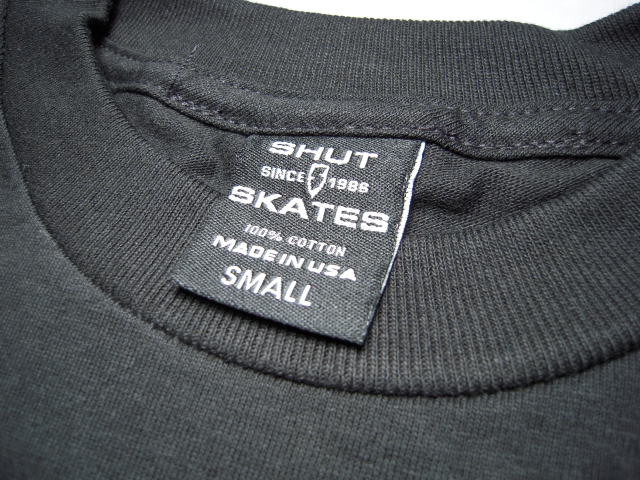 SHUT
SINCE 1986
SKATES
100% COTTON
MADE IN USA
SMALL